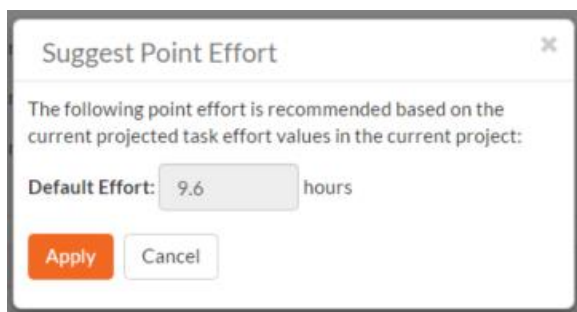 Suggest Point Effort
×
The following point effort is recommended based on the
current projected task effort values in the current project:
Default Effort: 9.6 hours
Apply Cancel